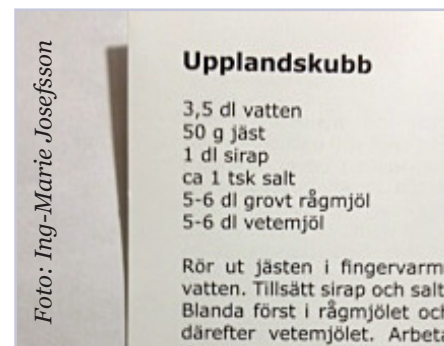 Foto: Ing-Marie Josefsson
Upplandskubb
3,5 dl vatten
50 g jäst
1 dl sirap
ca 1 tsk salt
5-6 dl grovt rågmjöl
5-6 dl vetemjöl
Rör ut jästen i fingervarm
vatten. Tillsätt sirap och salt
Blanda först i rågmjölet och
därefter vetemjölet. Arbeta